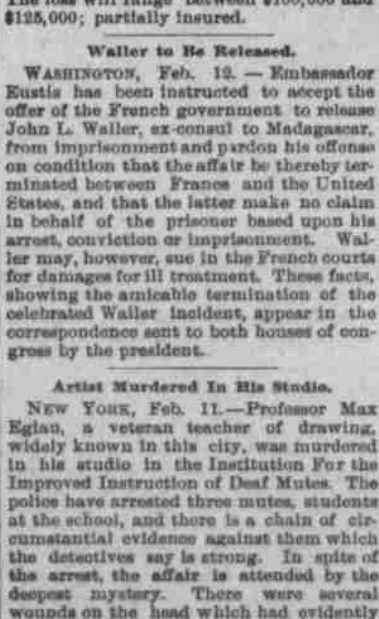 The loss will range between $100,000 and
$125,000; partially insured.
Waller to Be Released.
WASHINGTON, Feb. 12. — Embassador
Eustis has been instructed to accept the
offer of the French government to release
John L. Waller, ex-consul to Madagascar,
from imprisonment and pardon his offense
on condition that the affair be thereby ter-
minated between France and the United
States, and that the latter make no claim
in behalf of the prisoner based upon his
arrest, conviction or imprisonment. Wal-
ler may, however, sue in the French courts
for damages for ill treatment. These facts,
showing the amicable termination of the
celebrated Waller incident, appear in the
correspondence sent to both houses of con-
gress by the president.
Artist Murdered In His Studio.
NEW YORK, Feb. 11.—Professor Max
Eglau, a veteran teacher of drawing,
widely known in this city, was murdered
in his studio in the Institution For the
Improved Instruction of Deaf Mutes. The
police have arrested three mutes, students
at the school, and there is a chain of cir-
cumstantial evidence against them which
the detectives say is strong. In spite of
the arrest, the affair is attended by the
deepest mystery. There were several
wounds on the head which had evidently